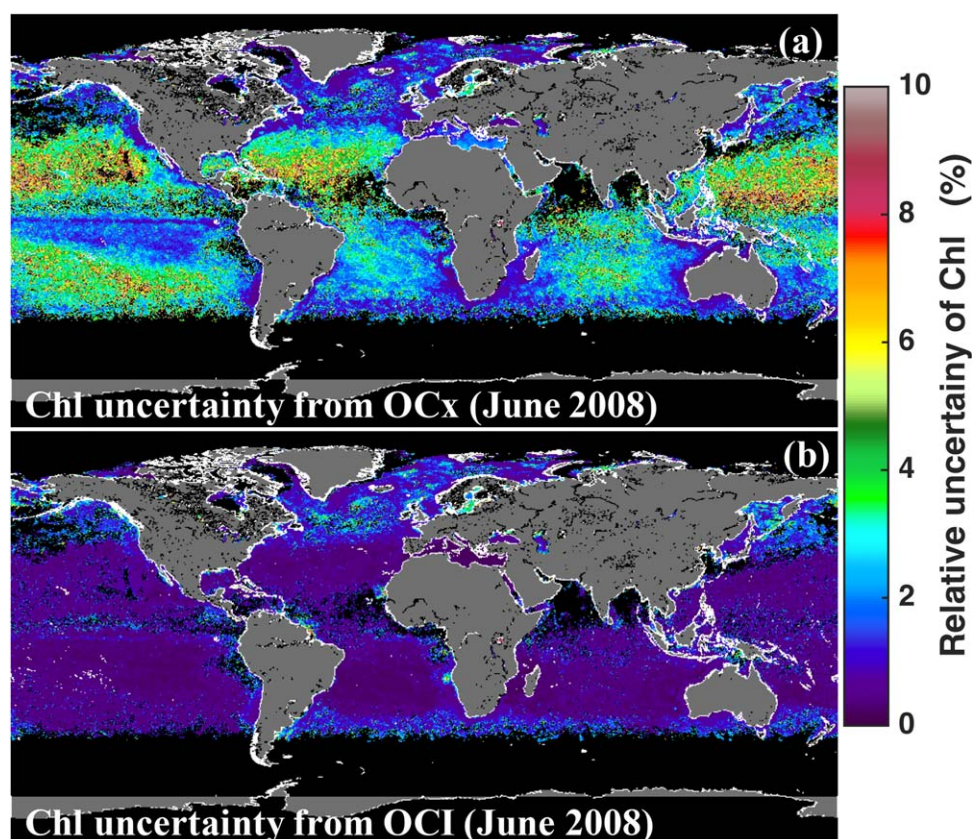 (a)
Chl uncertainty from OCx (June 2008)
(b)
Chl uncertainty from OCI (June 2008)
10
8
6
4
2
0
Relative uncertainy of Chl (%)